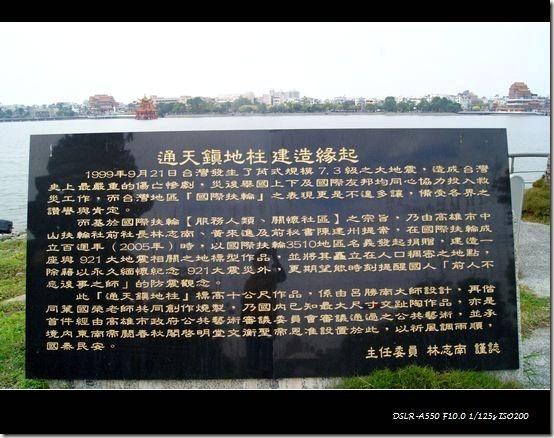 通天鎮地柱建造緣起
1999年9月21日台灣發生了芮式規模7.3級之大地震，造成台灣
史上最嚴重的傷亡慘劇，災後舉國上下及國際友邦均同心協力投入救
災工作，而台灣地區「國際扶輪」之表現更是不遑多讓，備受各界之
讚譽與肯定。
而基於國際扶輪【服務人類、關懷社區】之宗旨，乃由高雄市中
山扶輪社前社長林志南、黃來進及前秘書陳建州提案，在國際扶輪成
立百週年（2005年）時，以國際扶輪3510地區名義發起捐贈，建造一
座與921大地震相關之地標型作品，並將其矗立在人口稠密之地點，
除藉以永久緬懷紀念921大震災外，更期望能時刻提醒國人「前人不
忘後事之師」的防震觀念。
此「通天鎮地柱」標高十公尺作品，係由呂勝南大師設計，再偕
同葉國榮老師共同創作燒製，乃國內已知最大尺寸交趾陶作品，亦是
首件經由高雄市政府公共藝術審議委員會審議通過之公共藝術，並承
境內東南帝闕春秋閣啓明堂文衡聖帝恩准設置於此，以祈風調雨順，
國泰民安。
主任委員 林志南 謹誌
DSLR-A550 F10.0 1/125s ISO200